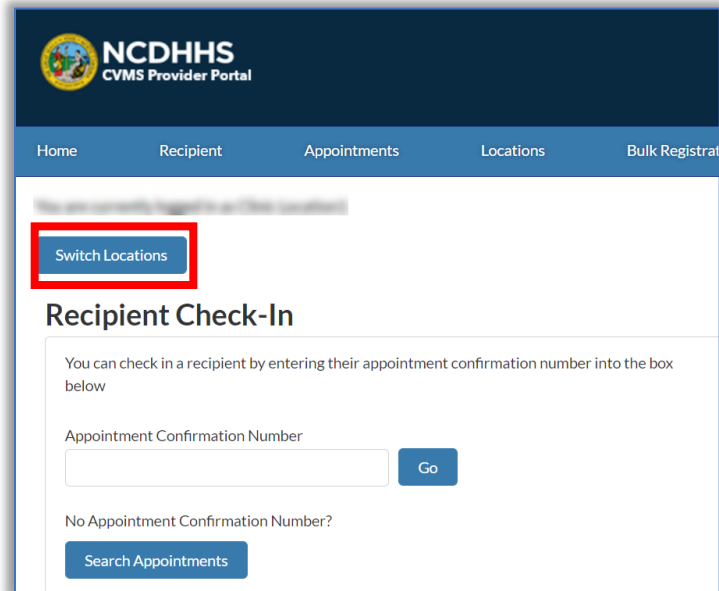 NCDHHS
CVMS Provider Portal
Home Recipient Appointments Locations Bulk Registrat
Switch Locations
Recipient Check-In
You can check in a recipient by entering their appointment confirmation number into the box
below
Appointment Confirmation Number
Go
No Appointment Confirmation Number?
Search Appointments